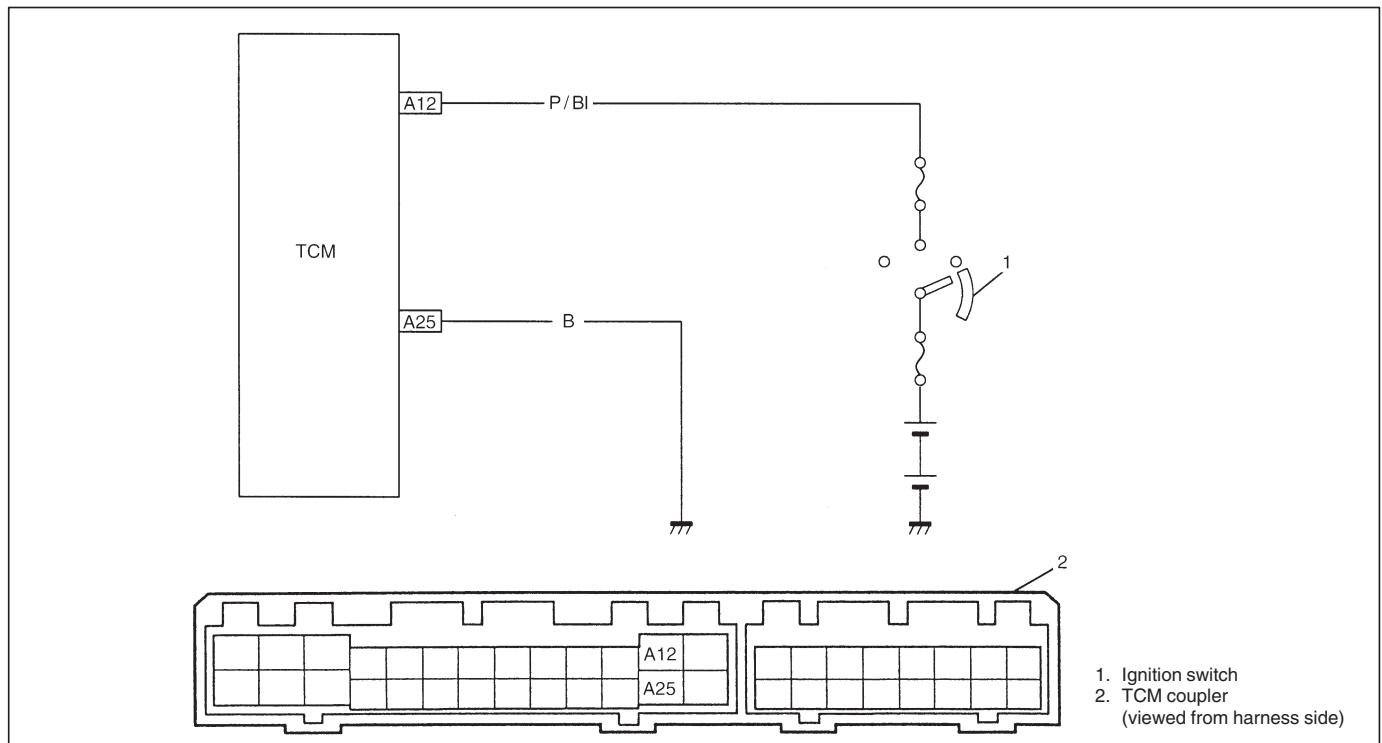 A12
P/Bl
1
TCM
A25
B
2
A12
A25
1. Ignition switch
2. TCM coupler
(viewed from harness side)